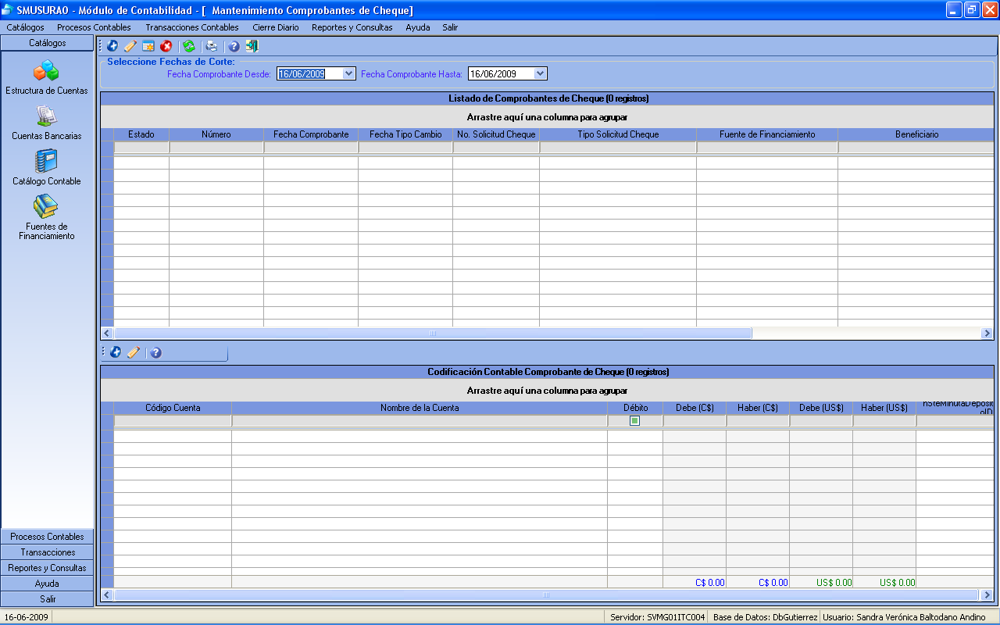 SMUSURA0 - Módulo de Contabilidad - [  Mantenimiento Comprobantes de Cheque]
Catálogos Procesos Contables Transacciones Contables Cierre Diario Reportes y Consultas Ayuda Salir
Catálogos
Estructura de Cuentas
Cuentas Bancarias
Catálogo Contable
Fuentes de
Financiamiento
Procesos Contables
Transacciones
Reportes y Consultas
Ayuda
Salir
Seleccione Fechas de Corte:
Fecha Comprobante Desde: 16/06/2009 Fecha Comprobante Hasta: 16/06/2009
Listado de Comprobantes de Cheque (0 registros)
Arrastre aquí una columna para agrupar
Estado Número Fecha Comprobante Fecha Tipo Cambio No. Solicitud Cheque Tipo Solicitud Cheque Fuente de Financiamiento Beneficiario
Codificación Contable Comprobante de Cheque (0 registros)
Arrastre aquí una columna para agrupar
Código Cuenta Nombre de la Cuenta Débito Debe (C$) Haber (C$) Debe (US$) Haber (US$) nSteMinutaDeposit
oID
C$ 0.00 C$ 0.00 US$ 0.00 US$ 0.00
16-06-2009 Servidor: SVMG01ITC004 Base de Datos: DbGutierrez Usuario: Sandra Verónica Baltodano Andino